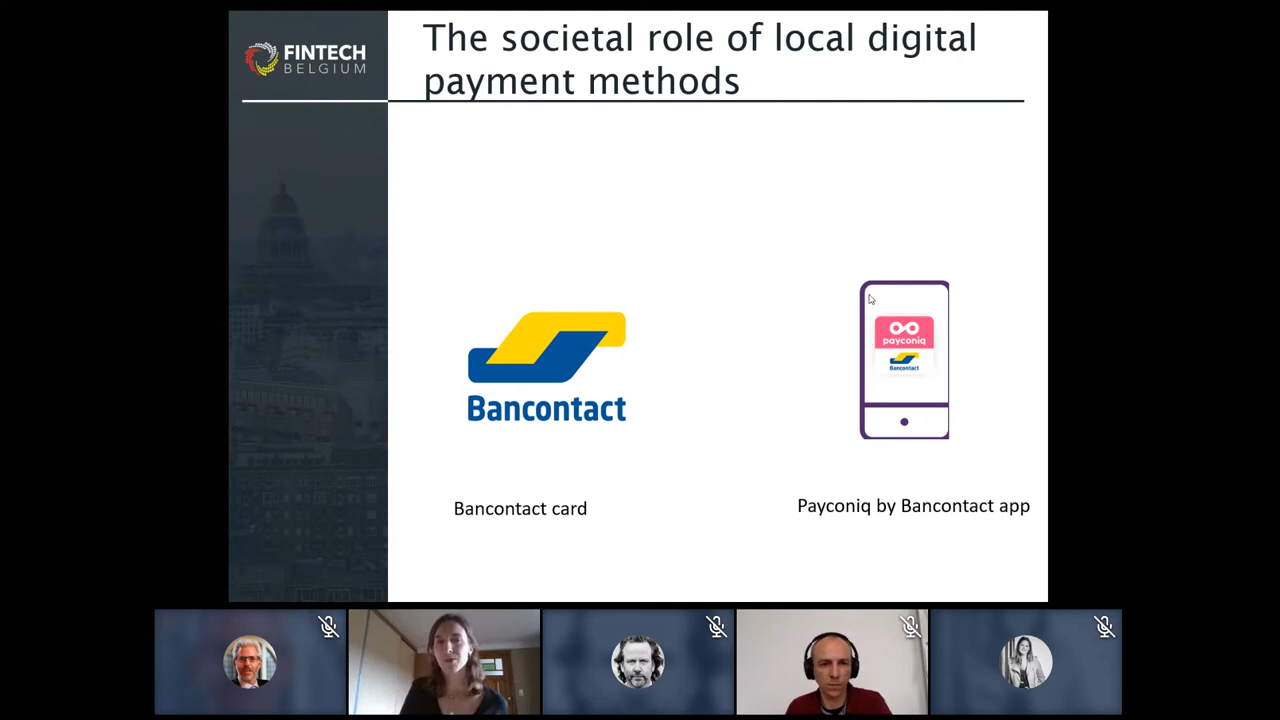 FINTECH
BELGIUM
The societal role of local digital
payment methods
Bancontact
payconiq
Bancontact
Bancontact card
Payconiq by Bancontact app